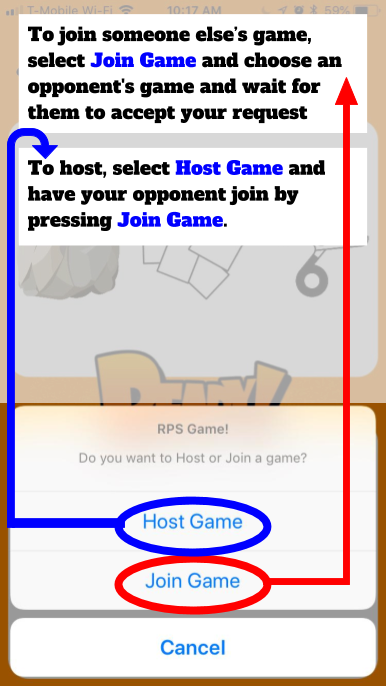 T-Mobile Wi-Fi 10:17 AM 59%
To join someone else's game,
select Join Game and choose an
opponent's game and wait for
them to accept your request
To host, select Host Game and
have your opponent join by
pressing Join Game.
READY!
RPS Game!
Do you want to Host or Join a game?
Host Game
Join Game
Cancel